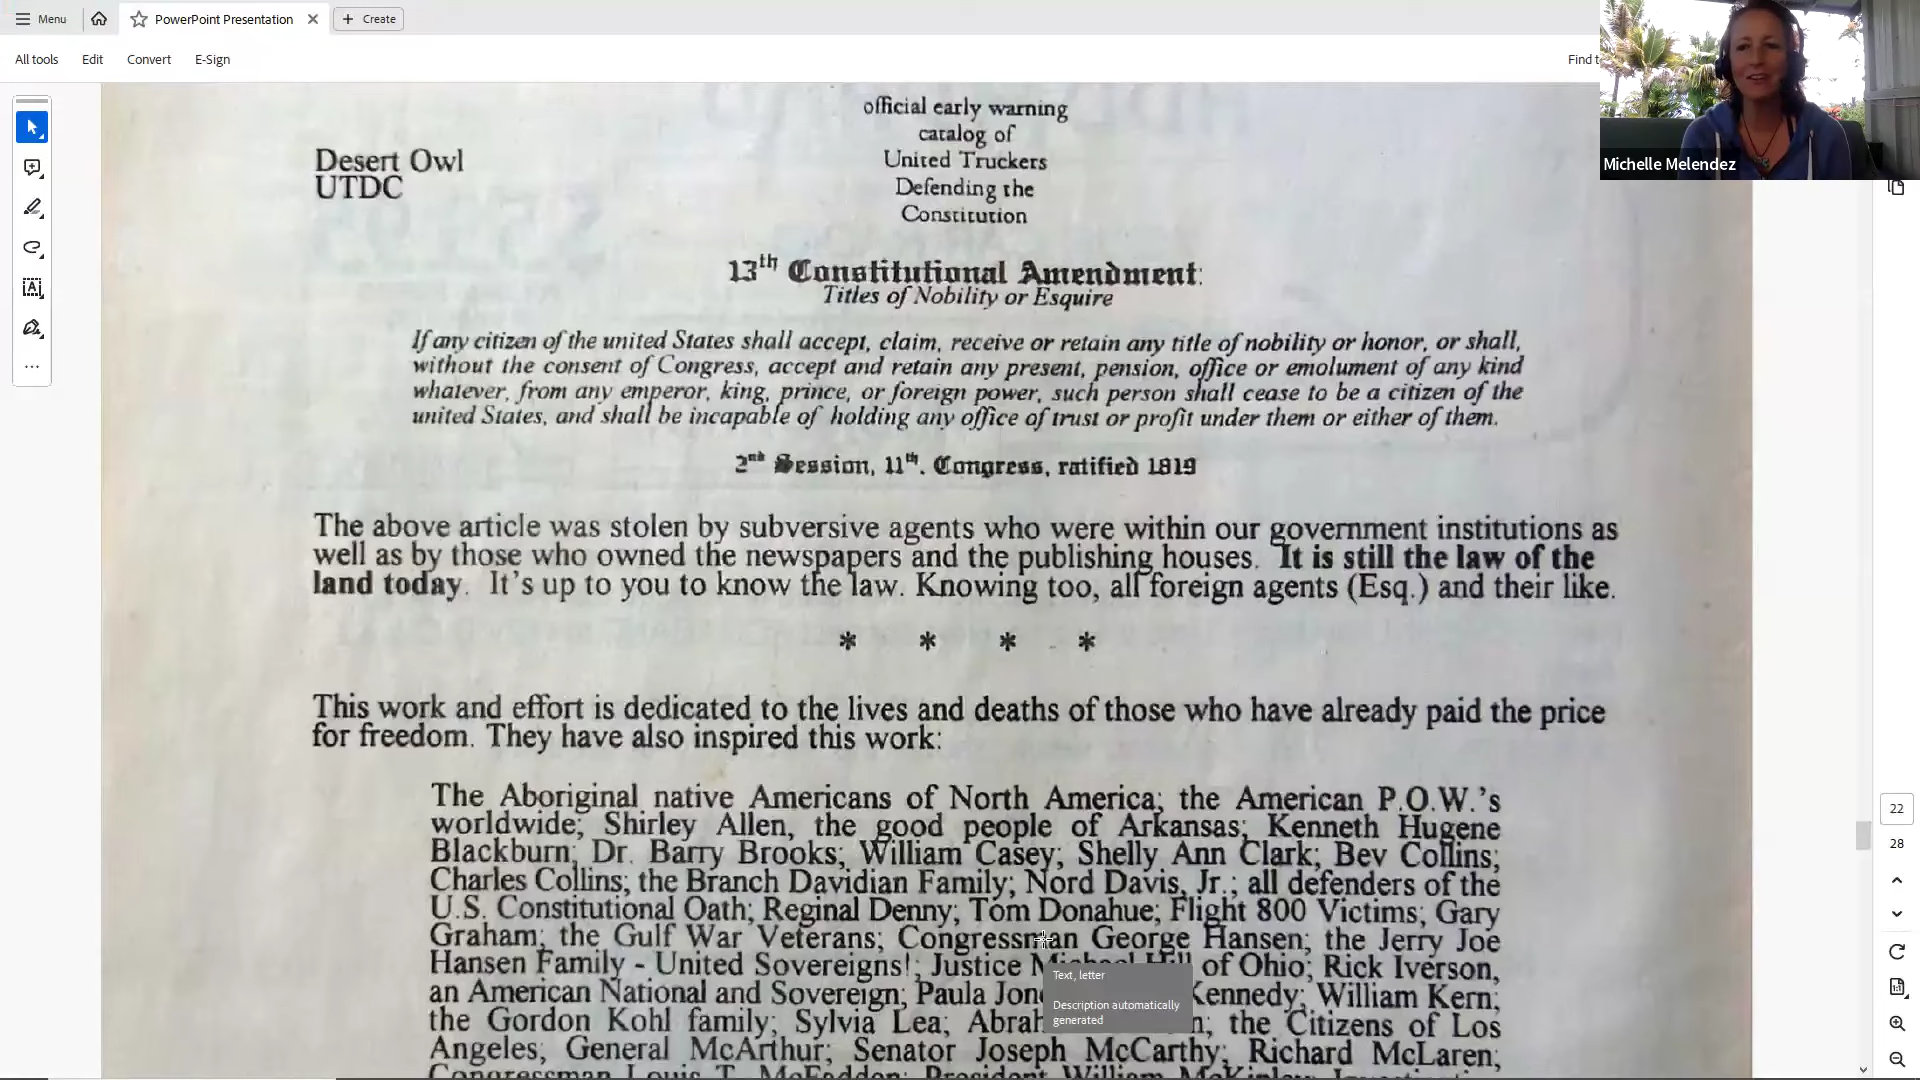 Menu
PowerPoint Presentation
Create
All tools
Edit
Convert
E-Sign
Find t
Michelle Melendez
official early warning
catalog of
United Truckers
Defending the
Constitution
Desert Owl
UTDC
13th Constitutional Amendment:
Titles of Nobility or Esquire
If any citizen of the united States shall accept, claim, receive or retain any title of nobility or honor, or shall,
without the consent of Congress, accept and retain any present, pension, office or emolument of any kind
whatever, from any emperor, king, prince, or foreign power, such person shall cease to be a citizen of the
united States, and shall be incapable of holding any office of trust or profit under them or either of them.
2nd Session, 11th. Congress, ratified 1819
The above article was stolen by subversive agents who were within our government institutions as
well as by those who owned the newspapers and the publishing houses. It is still the law of the
land today. It's up to you to know the law. Knowing too, all foreign agents (Esq.) and their like.
* * * *
This work and effort is dedicated to the lives and deaths of those who have already paid the price
for freedom. They have also inspired this work:
The Aboriginal native Americans of North America; the American P.O.W.'s
worldwide; Shirley Allen, the good people of Arkansas; Kenneth Hugene
Blackburn; Dr. Barry Brooks; William Casey; Shelly Ann Clark; Bev Collins;
Charles Collins; the Branch Davidian Family; Nord Davis, Jr.; all defenders of the
U.S. Constitutional Oath; Reginal Denny; Tom Donahue; Flight 800 Victims; Gary
Graham; the Gulf War Veterans; Congressman George Hansen; the Jerry Joe
Hansen Family - United Sovereigns!; Justice Michael Hill of Ohio; Rick Iverson,
an American National and Sovereign; Paula Jon Kennedy; William Kern;
the Gordon Kohl family; Sylvia Lea; Abrah n; the Citizens of Los
Angeles, General McArthur; Senator Joseph McCarthy; Richard McLaren;
Congressman Louis T. McFadden; President William McKinley
Text, letter
Description automatically
generated
22
28